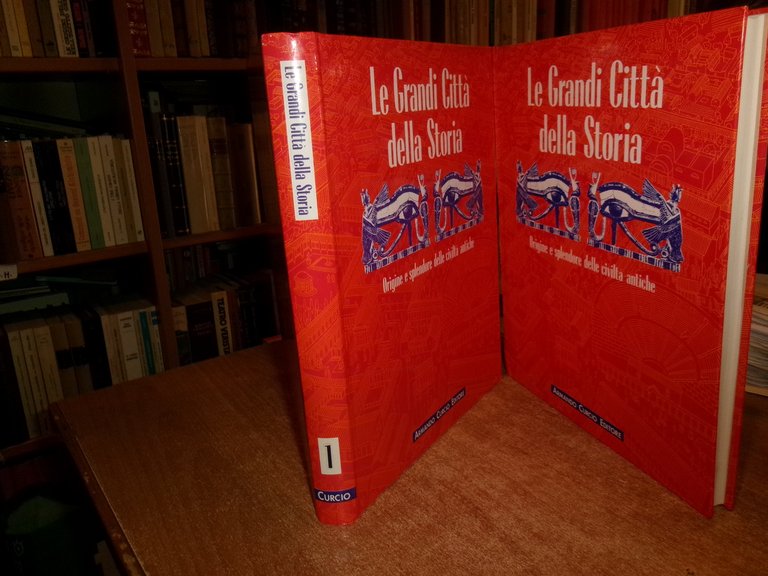 Le Grandi Città della Storia
1
CURCIO
Le Grandi Città
della Storia
Origine e splendore delle civiltà antiche
ARMANDO CURCIO EDITORE
Le Grandi Città
della Storia
Origine e splendore delle civiltà antiche
ARMANDO CURCIO EDITORE